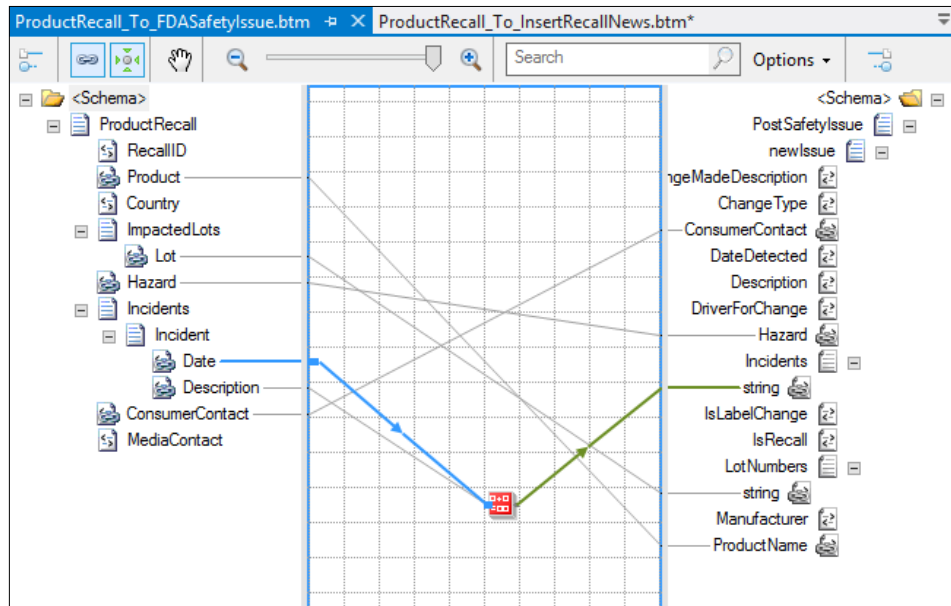 ProductRecall_To_FDASafetyIssue.btm ProductRecall_To_InsertRecallNews.btm*
Search Options
<Schema>
ProductRecall
RecallID
Product
Country
ImpactedLots
Lot
Hazard
Incidents
Incident
Date
Description
ConsumerContact
MediaContact
<Schema>
PostSafetyIssue
newIssue
ngeMadeDescription
ChangeType
ConsumerContact
DateDetected
Description
DriverForChange
Hazard
Incidents
string
IsLabelChange
IsRecall
LotNumbers
string
Manufacturer
ProductName